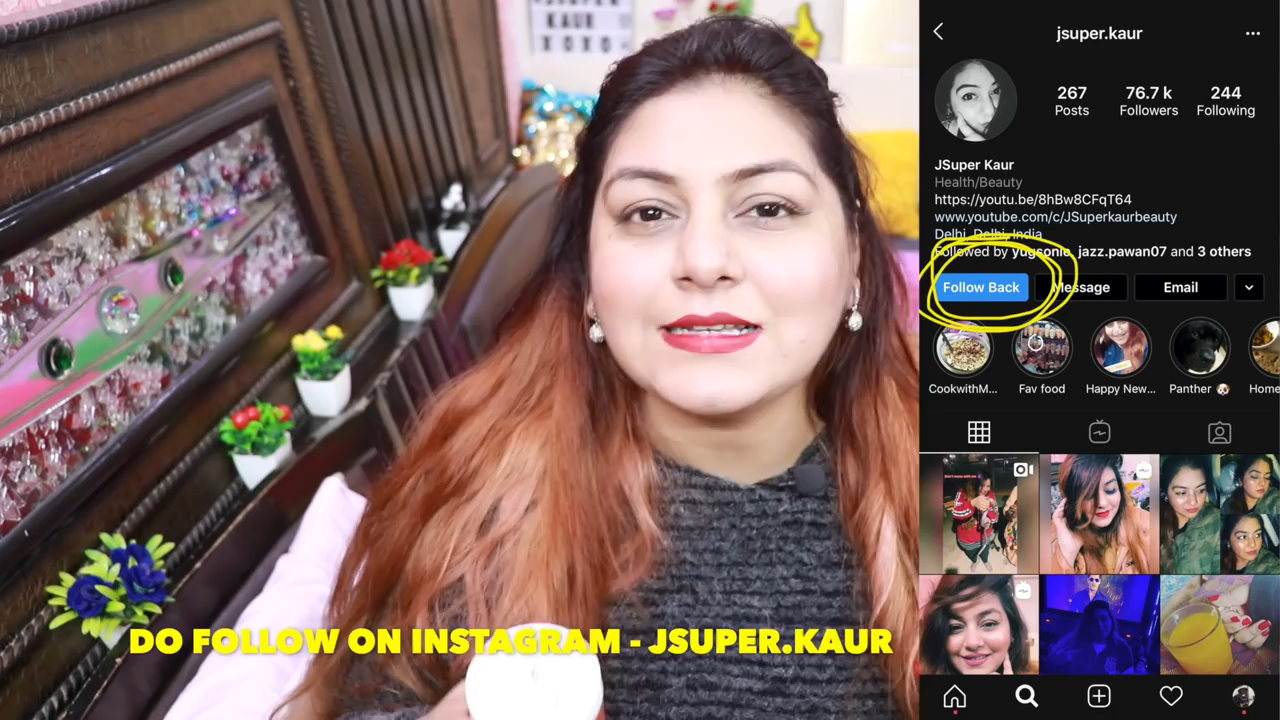 KAUR
XOXO
DO FOLLOW ON INSTAGRAM - JSUPER.KAUR
jsuper.kaur
267
Posts
76.7 k
Followers
244
Following
JSuper Kaur
Health/Beauty
https://youtu.be/8hBw8CFqT64
www.youtube.com/c/JSuperkaurbeauty
Delhi, Delhi, India
Followed by yugsonie, jazz.pawan07 and 3 others
Follow Back
Message
Email
CookwithM...
Fav food
Happy New...
Panther
Home